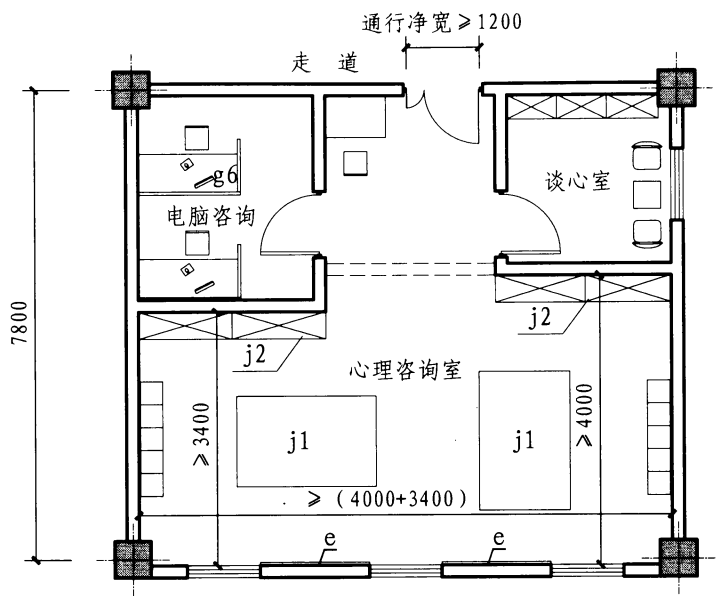 通行净宽≥1200
走 道
g6
谈心室
电脑咨询
7800
j2
j2
心理咨询室
≥3400
≥4000
j1
j1
≥(4000+3400)
e
e